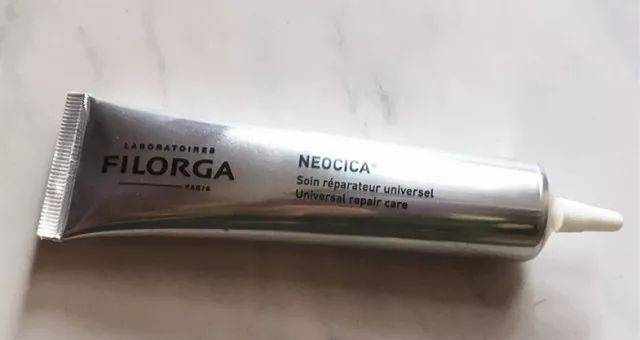 LABORATOIRES
FILORGA
PARIS
NEOCICA®
Soin réparateur universel
Universal repair care